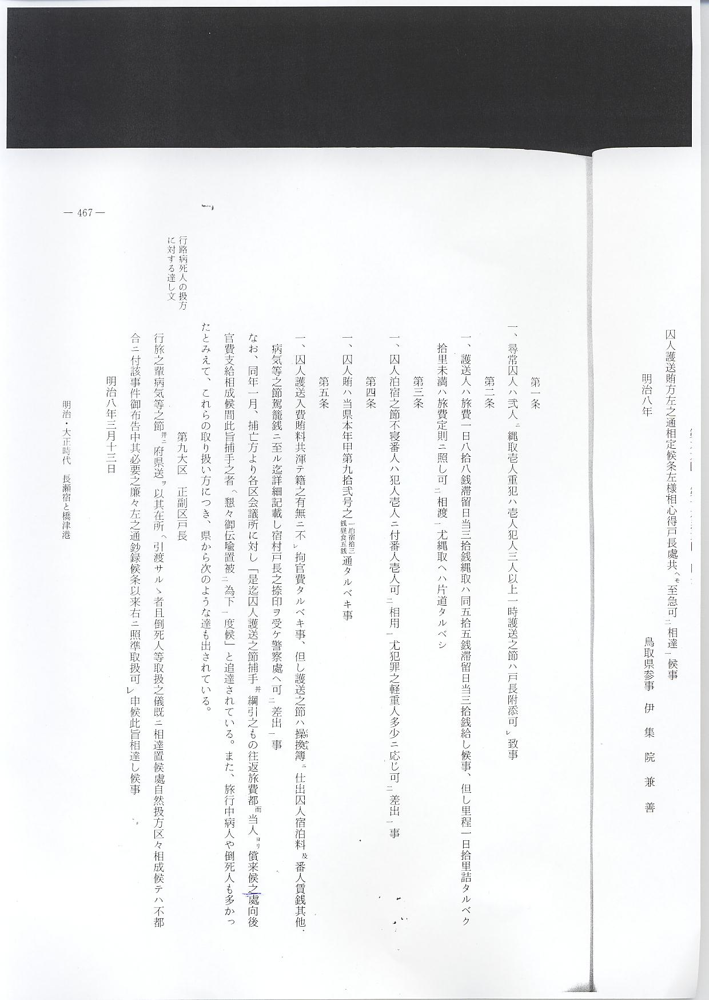 囚人護送賄方左之通相定候条左様相心得戸長處共ヘモ至急可ニ相達一候事
明治八年
鳥取県参事　伊集院兼善
第一条
一、尋常囚人ハ弐人ニ縄取壱人重犯ハ壱人犯人三人以上一時護送之節ハ戸長附添可レ致事
第二条
一、護送人ハ旅費一日八拾八銭滞留日当三拾銭縄取ハ同五拾五銭滞留日当三拾銭給し候事、但し里程一日拾里詰タルベク
拾里未満ハ旅費定則ニ照し可ニ相渡一尤縄取ヘハ片道タルベシ
第三条
一、囚人泊宿之節不寝番人ハ犯人壱人ニ付番人壱人可ニ相用一尤犯罪之軽重人多少ニ応じ可ニ差出一事
第四条
一、囚人賄ハ当県本年甲第九拾弐号之一泊宿拾三銭昼食五銭通タルベキ事
第五条
一、囚人護送入費賄料共渾テ籍之有無ニ不レ拘官費タルベキ事、但し護送之節ハ操換簿ニ仕出囚人宿泊料及番人賃銭其他
病気等之節駕籠銭ニ至ル迄詳細記載し宿村戸長之捺印ヲ受ケ警察處ヘ可ニ差出一事
なお、同年一月、捕亡方より各区会議所に対し「是迄囚人護送之節捕手并綱引之もの往返旅費都而当人ヨリ償来候之處向後
官費支給相成候間此旨捕手之者ヘ懇々御伝喩置被ニ為下一度候」と追達されている。また、旅行中病人や倒死人も多かっ
たとみえて、これらの取り扱い方につき、県から次のような達も出されている。
行路病死人の扱方
に対する達し文
第九大区　正副区戸長
行旅之輩病気等之節并ニ府県送ヲ以其在所ヘ引渡サルヽ者且倒死人等取扱之儀既ニ相達置候處自然扱方区々相成候テハ不都
合ニ付該事件御布告中其必要之廉々左之通鈔録候条以来右ニ照準取扱可レ申候此旨相達し候事
明治八年三月十三日
明治・大正時代　長瀬宿と橋津港
― 467 ―